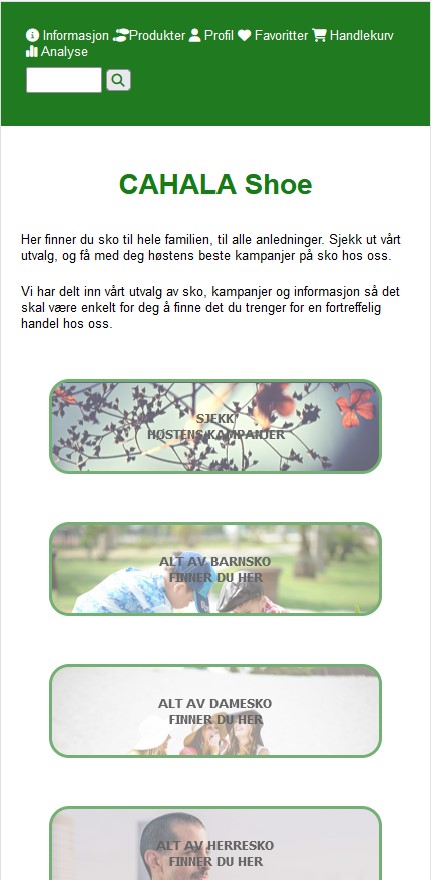 Informasjon Produkter Profil Favoritter Handlekurv
Analyse
CAHALA Shoe
Her finner du sko til hele familien, til alle anledninger. Sjekk ut vårt
utvalg, og få med deg høstens beste kampanjer på sko hos oss.
Vi har delt inn vårt utvalg av sko, kampanjer og informasjon så det
skal være enkelt for deg å finne det du trenger for en fortreffelig
handel hos oss.
SJEKK
HØSTENS KAMPANJER
ALT AV BARNSKO
FINNER DU HER
ALT AV DAMESKO
FINNER DU HER
ALT AV HERRESKO
FINNER DU HER